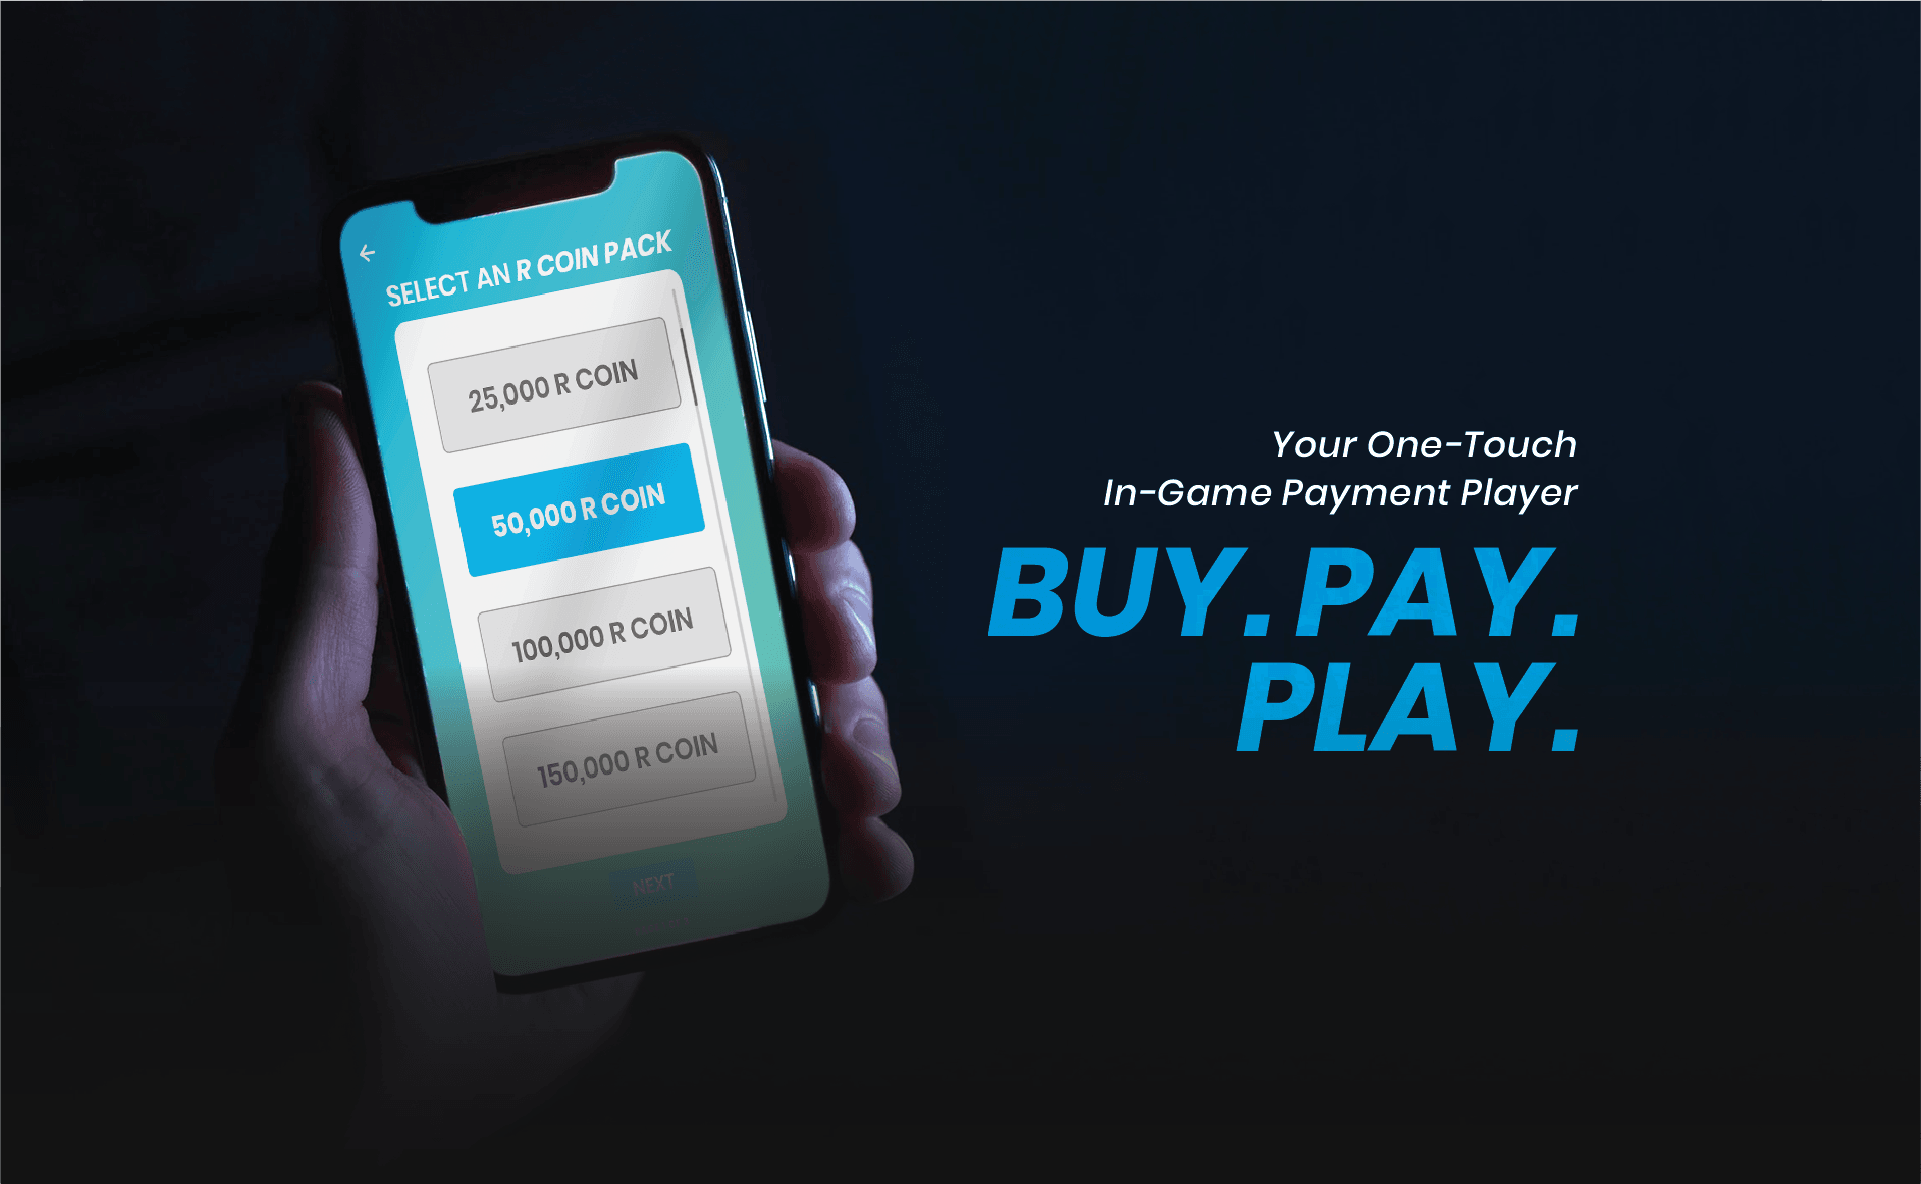 SELECT AN R COIN PACK
25,000 R COIN
50,000 R COIN
100,000 R COIN
150,000 R COIN
NEXT
Your One-Touch
In-Game Payment Player
BUY. PAY.
PLAY.